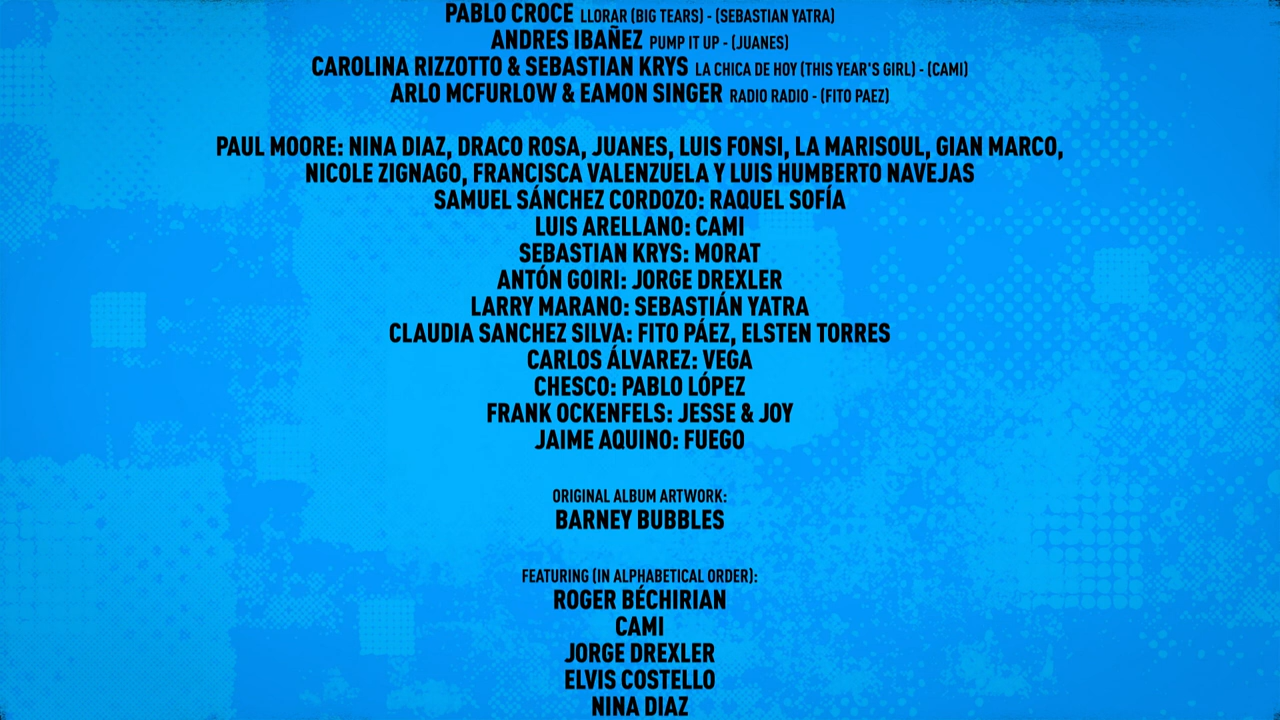 PABLO CROCE LLORAR (BIG TEARS) - (SEBASTIAN YATRA)
ANDRES IBAÑEZ PUMP IT UP - (JUANES)
CAROLINA RIZZOTTO & SEBASTIAN KRYS LA CHICA DE HOY (THIS YEAR'S GIRL) - (CAMI)
ARLO MCFURLOW & EAMON SINGER RADIO RADIO - (FITO PAEZ)
PAUL MOORE: NINA DIAZ, DRACO ROSA, JUANES, LUIS FONSI, LA MARISOUL, GIAN MARCO,
NICOLE ZIGNAGO, FRANCISCA VALENZUELA Y LUIS HUMBERTO NAVEJAS
SAMUEL SÁNCHEZ CORDOZO: RAQUEL SOFÍA
LUIS ARELLANO: CAMI
SEBASTIAN KRYS: MORAT
ANTÓN GOIRI: JORGE DREXLER
LARRY MARANO: SEBASTIÁN YATRA
CLAUDIA SANCHEZ SILVA: FITO PÁEZ, ELSTEN TORRES
CARLOS ÁLVAREZ: VEGA
CHESCO: PABLO LÓPEZ
FRANK OCKENFELS: JESSE & JOY
JAIME AQUINO: FUEGO
ORIGINAL ALBUM ARTWORK:
BARNEY BUBBLES
FEATURING (IN ALPHABETICAL ORDER):
ROGER BÉCHIRIAN
CAMI
JORGE DREXLER
ELVIS COSTELLO
NINA DIAZ